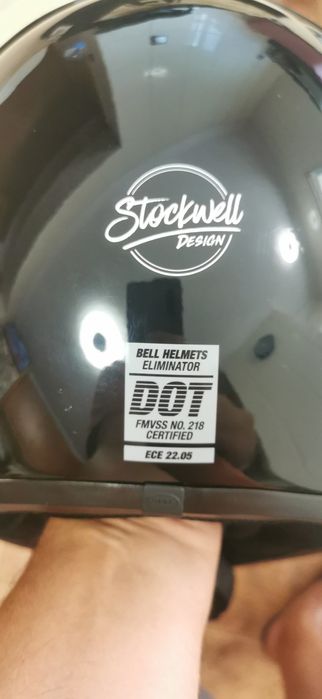 Stockwell
DESIGN
BELL HELMETS
ELIMINATOR
DOT
FMVSS NO. 218
CERTIFIED
ECE 22.05